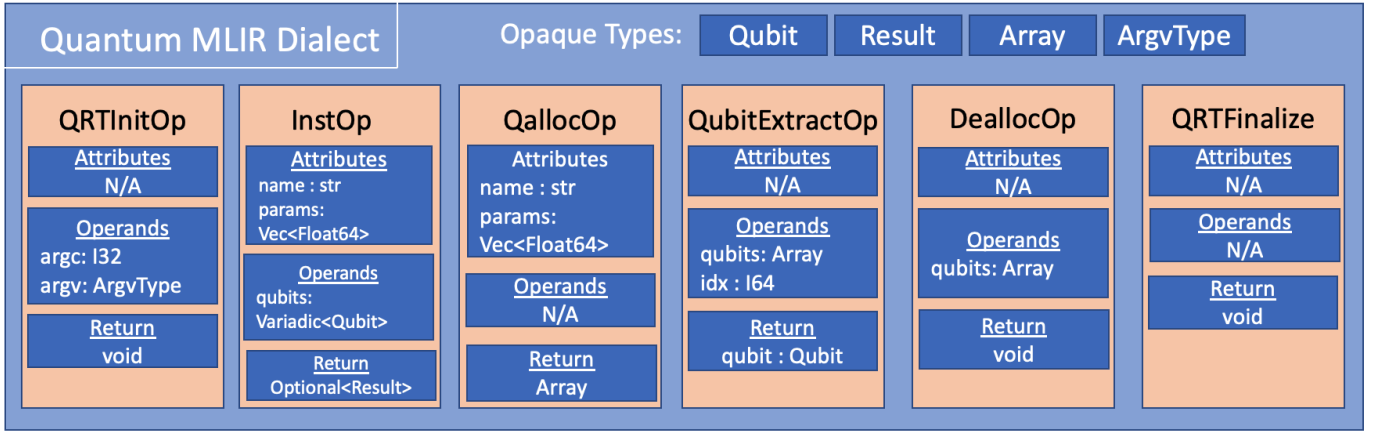 Quantum MLIR Dialect
Opaque Types:
Qubit
Result
Array
ArgvType
QRTInitOp
Attributes
N/A
Operands
argc: I32
argv: ArgvType
Return
void
InstOp
Attributes
name : str
params:
Vec<Float64>
Operands
qubits:
Variadic<Qubit>
Return
Optional<Result>
QallocOp
Attributes
name : str
params:
Vec<Float64>
Operands
N/A
Return
Array
QubitExtractOp
Attributes
N/A
Operands
qubits: Array
idx : I64
Return
qubit : Qubit
DeallocOp
Attributes
N/A
Operands
qubits: Array
Return
void
QRTFinalize
Attributes
N/A
Operands
N/A
Return
void